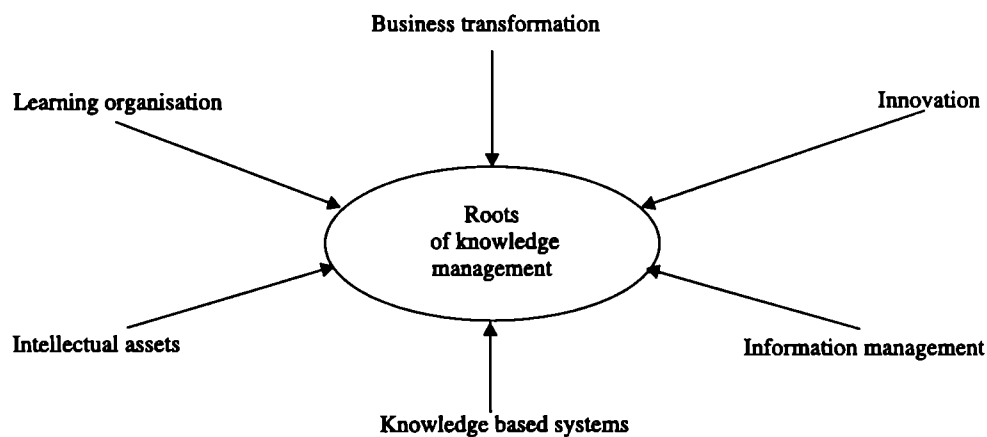 Business transformation
Learning organisation
Innovation
Roots
of knowledge
management
Intellectual assets
Information management
Knowledge based systems